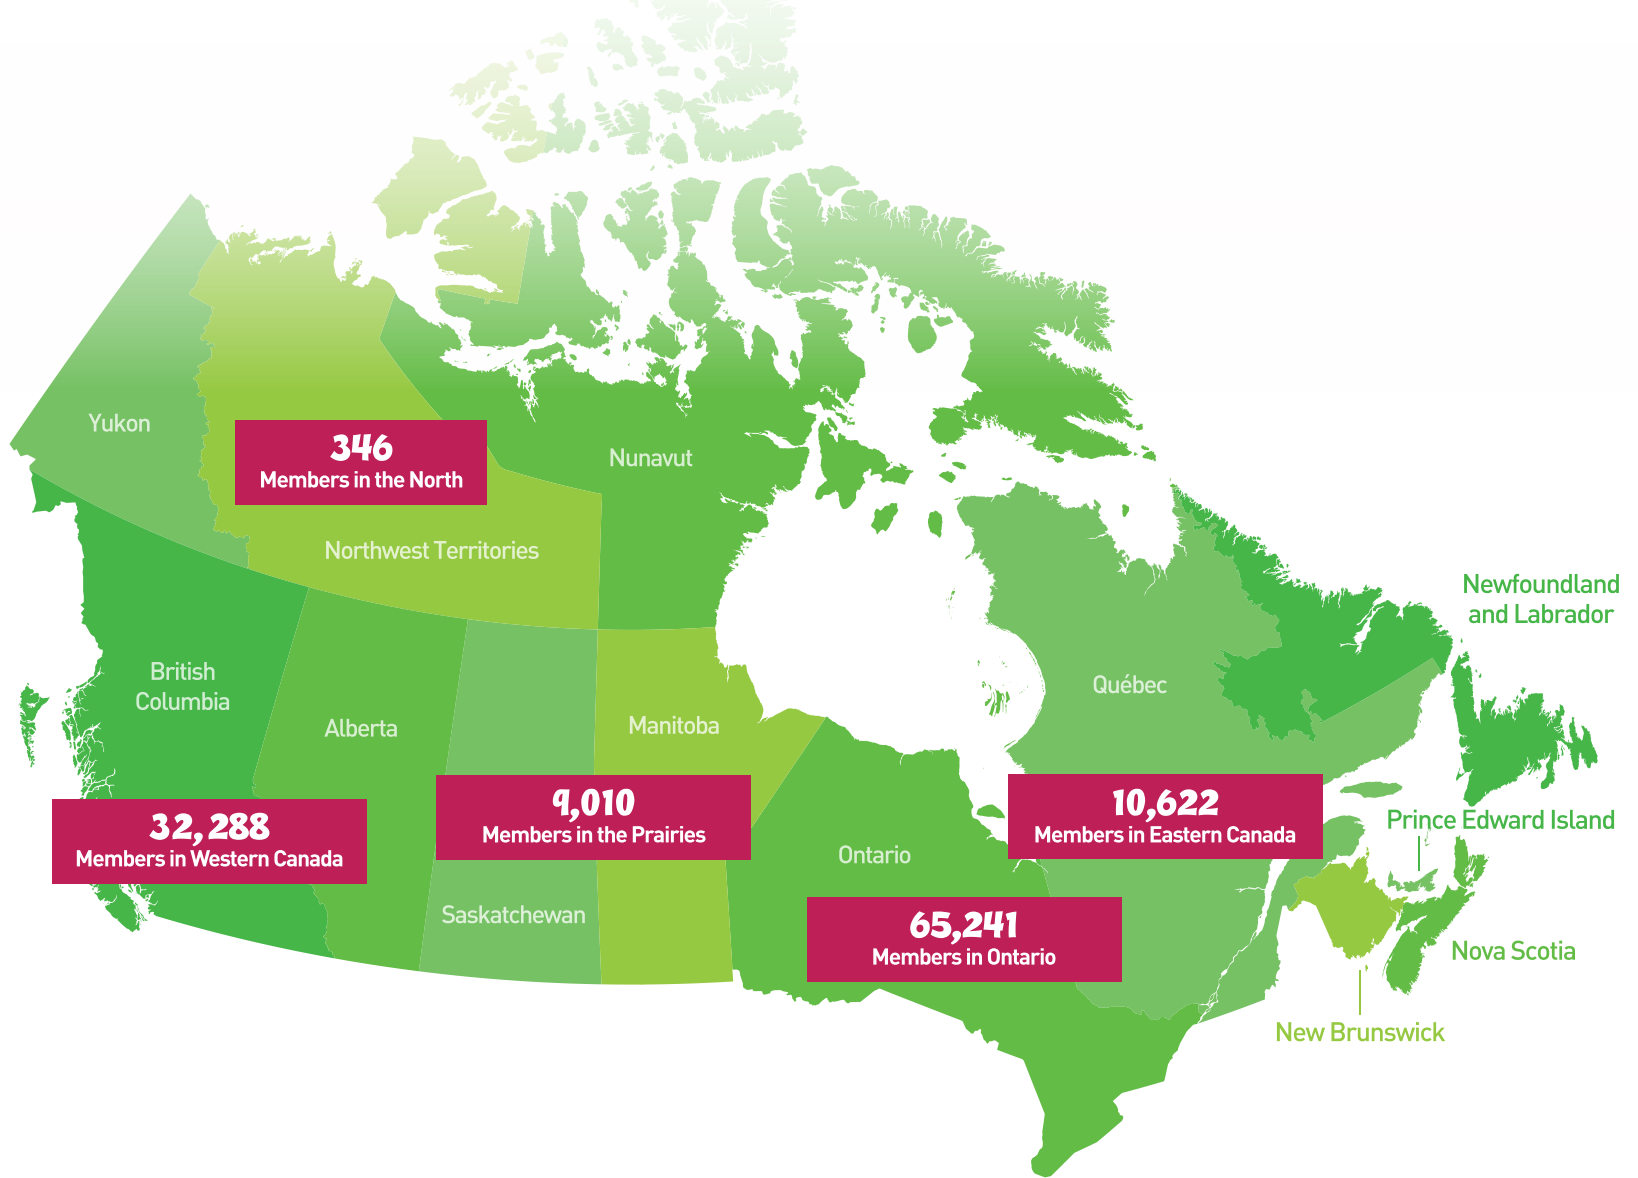 Yukon
346
Members in the North
Nunavut
Northwest Territories
Newfoundland
and Labrador
British
Columbia
Québec
Alberta
Manitoba
9,010
Members in the Prairies
10,622
Members in Eastern Canada
32,288
Members in Western Canada
Prince Edward Island
Ontario
Saskatchewan
65,241
Members in Ontario
Nova Scotia
New Brunswick